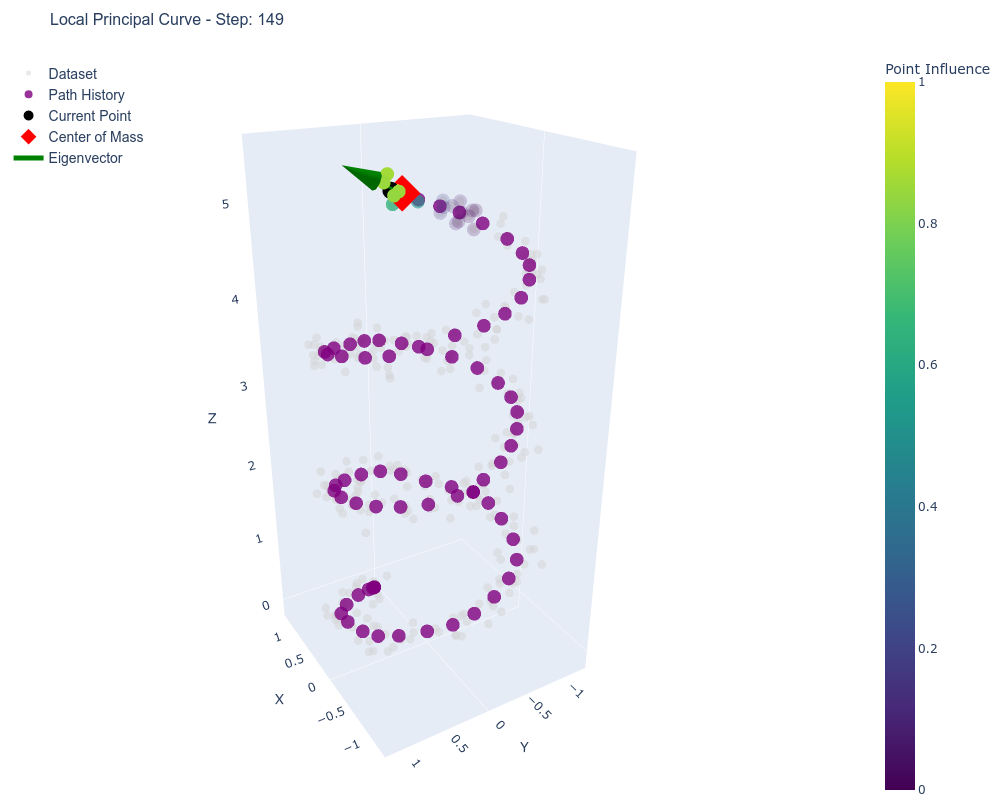 Local Principal Curve - Step: 149
Dataset
Path History
Current Point
Center of Mass
Eigenvector
Point Influence
1
0.8
0.6
0.4
0.2
0
5
4
3
2
1
0
Z
1
0.5
0
−0.5
−1
X
1
0.5
0
−0.5
−1
Y